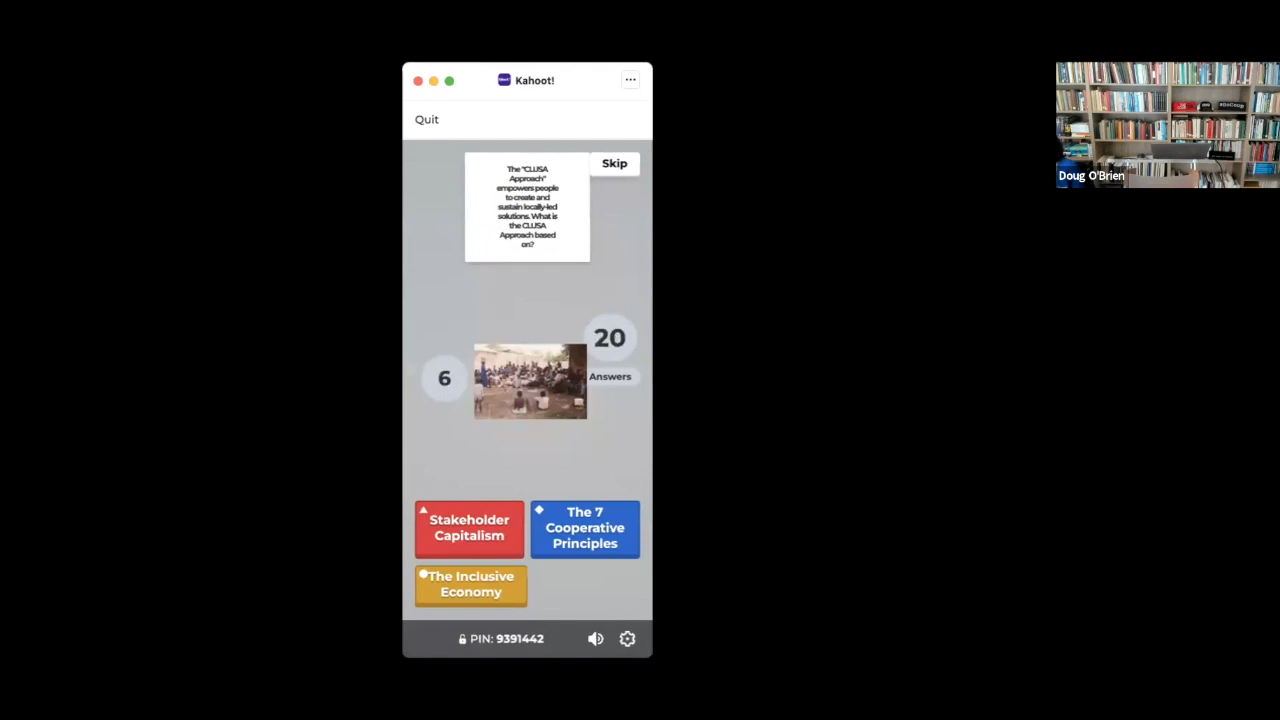 Kahoot!
Quit
Skip
The "CLUSA
Approach"
empowers people
to create and
sustain locally-led
solutions. What is
the CLUSA
Approach based
on?
20
Answers
6
Stakeholder
Capitalism
The 7
Cooperative
Principles
The Inclusive
Economy
PIN: 9391442
#GoCoop
Doug O'Brien